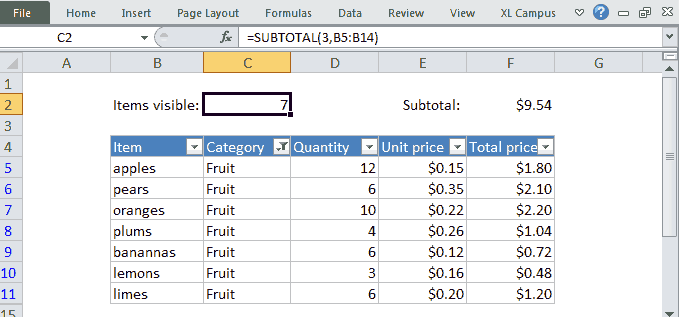 File Home Insert Page Layout Formulas Data Review View XL Campus
C2 fx =SUBTOTAL(3,B5:B14)
A B C D E F G
1
2 Items visible: 7 Subtotal: $9.54
3
4 Item Category Quantity Unit price Total price
5 apples Fruit 12 $0.15 $1.80
6 pears Fruit 6 $0.35 $2.10
7 oranges Fruit 10 $0.22 $2.20
8 plums Fruit 4 $0.26 $1.04
9 banannas Fruit 6 $0.12 $0.72
10 lemons Fruit 3 $0.16 $0.48
11 limes Fruit 6 $0.20 $1.20
15